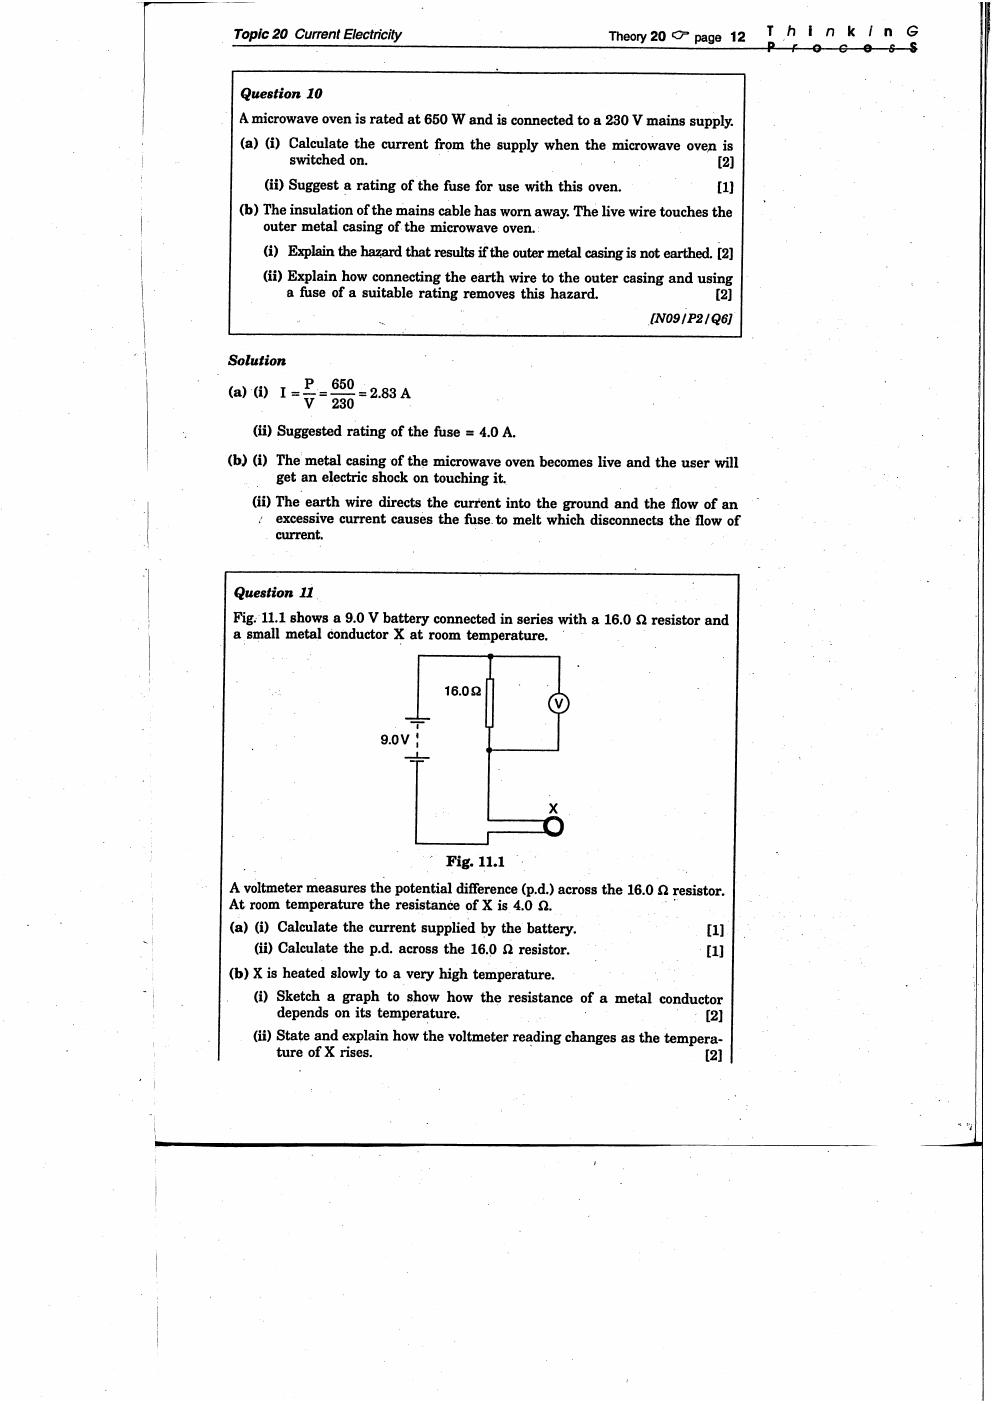 Topic 20 Current Electricity
Theory 20 ☞ page 12
T h I n k I n G
P r o c e s S
Question 10
A microwave oven is rated at 650 W and is connected to a 230 V mains supply.
(a) (i) Calculate the current from the supply when the microwave oven is
switched on. [2]
(ii) Suggest a rating of the fuse for use with this oven. [1]
(b) The insulation of the mains cable has worn away. The live wire touches the
outer metal casing of the microwave oven.
(i) Explain the hazard that results if the outer metal casing is not earthed. [2]
(ii) Explain how connecting the earth wire to the outer casing and using
a fuse of a suitable rating removes this hazard. [2]
[N09/P2/Q6]
Solution
(a) (i) I = P/V = 650/230 = 2.83 A
(ii) Suggested rating of the fuse = 4.0 A.
(b) (i) The metal casing of the microwave oven becomes live and the user will
get an electric shock on touching it.
(ii) The earth wire directs the current into the ground and the flow of an
excessive current causes the fuse to melt which disconnects the flow of
current.
Question 11
Fig. 11.1 shows a 9.0 V battery connected in series with a 16.0 Ω resistor and
a small metal conductor X at room temperature.
16.0Ω
V
9.0V
X
Fig. 11.1
A voltmeter measures the potential difference (p.d.) across the 16.0 Ω resistor.
At room temperature the resistance of X is 4.0 Ω.
(a) (i) Calculate the current supplied by the battery. [1]
(ii) Calculate the p.d. across the 16.0 Ω resistor. [1]
(b) X is heated slowly to a very high temperature.
(i) Sketch a graph to show how the resistance of a metal conductor
depends on its temperature. [2]
(ii) State and explain how the voltmeter reading changes as the tempera-
ture of X rises. [2]